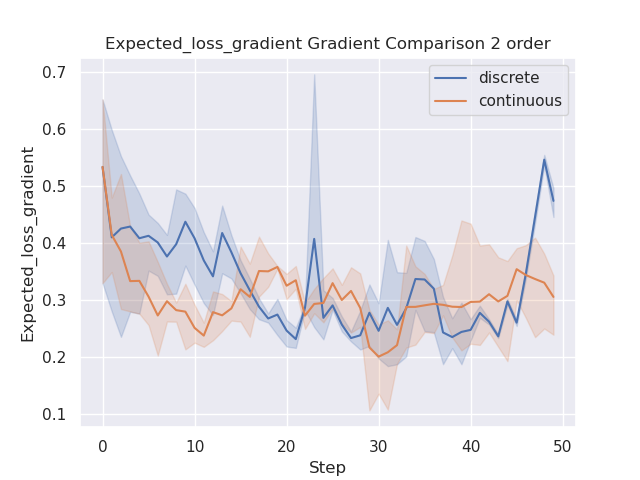 Expected_loss_gradient Gradient Comparison 2 order
discrete
continuous
Expected_loss_gradient
0.7
0.6
0.5
0.4
0.3
0.2
0.1
0
10
20
30
40
50
Step